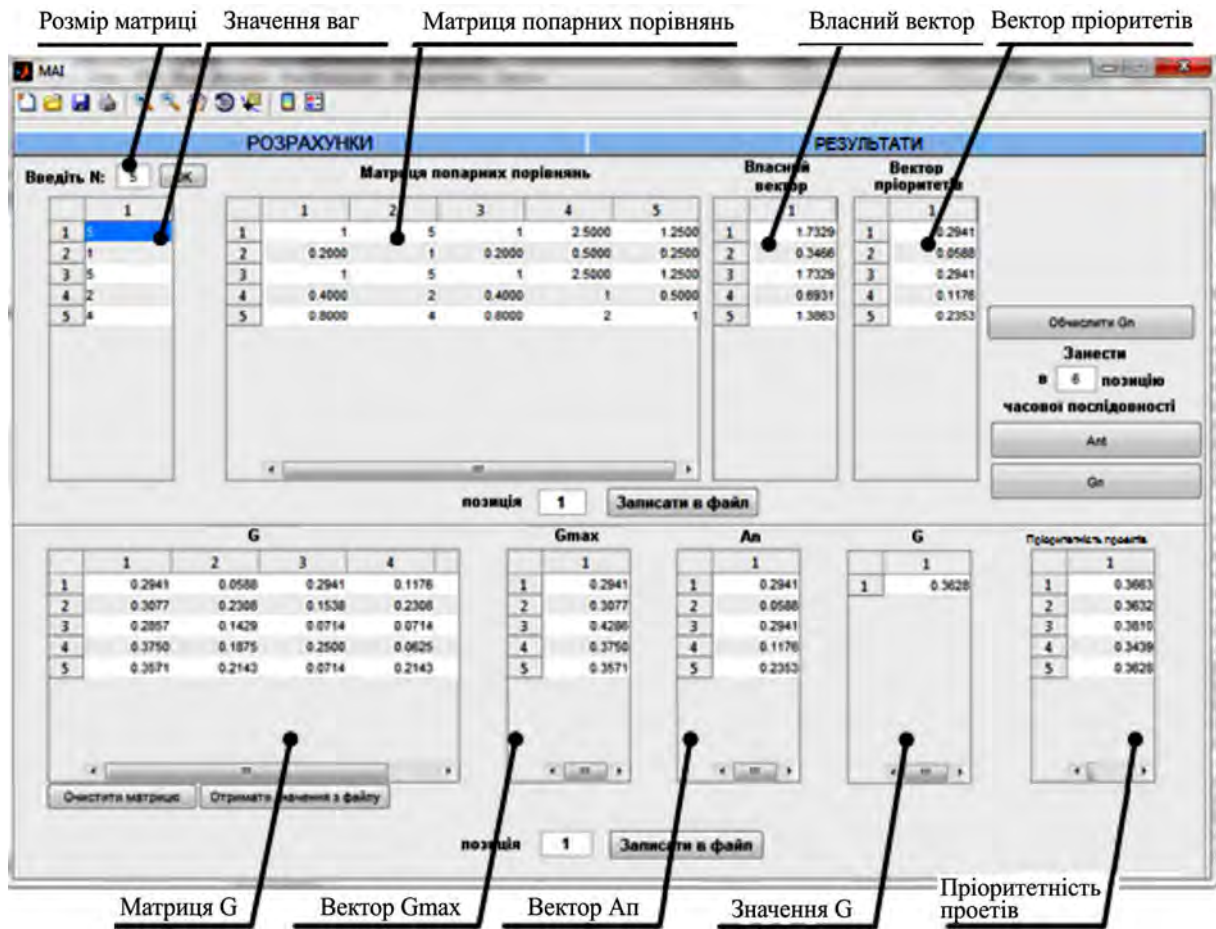 Розмір матриці Значення ваг Матриця попарних порівнянь Власний вектор Вектор пріоритетів
MAI
РОЗРАХУНКИ РЕЗУЛЬТАТИ
Введіть N: 5 OK
Матриця попарних порівнянь
Власний вектор
Вектор пріоритетів
1
1 5
2 1
3 5
4 2
5 4
1 2 3 4 5
1 1 5 1 2.5000 1.2500
2 0.2000 1 0.2000 0.5000 0.2500
3 1 5 1 2.5000 1.2500
4 0.4000 2 0.4000 1 0.5000
5 0.8000 4 0.8000 2 1
1
1 1.7329
2 0.3466
3 1.7329
4 0.6931
5 1.3863
1
1 0.2941
2 0.0588
3 0.2941
4 0.1176
5 0.2353
Обчислити Gn
Занести
в 6 позицію
часової послідовності
Ant
Gn
позиція 1 Записати в файл
G
1 2 3 4
1 0.2941 0.0588 0.2941 0.1176
2 0.3077 0.2308 0.1538 0.2308
3 0.2857 0.1429 0.0714 0.0714
4 0.3750 0.1875 0.2500 0.0625
5 0.3571 0.2143 0.0714 0.2143
Gmax
1
1 0.2941
2 0.3077
3 0.4286
4 0.3750
5 0.3571
An
1
1 0.2941
2 0.0588
3 0.2941
4 0.1176
5 0.2353
G
1
1 0.3628
Пріоритетність проектів
1
1 0.3663
2 0.3632
3 0.3610
4 0.3439
5 0.3628
Очистити матрицю Отримати значення з файлу
позиція 1 Записати в файл
Матриця G Вектор Gmax Вектор Ап Значення G
Пріоритетність
проетів